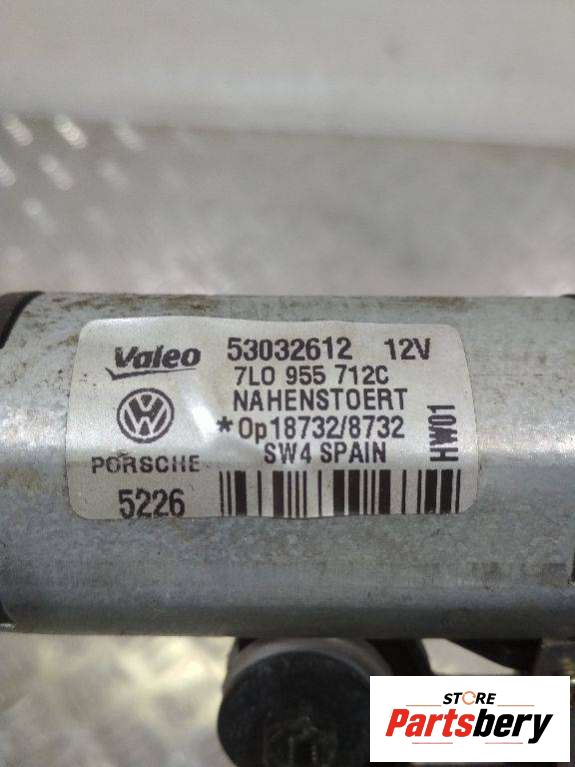 Valeo 53032612 12V
7L0 955 712C
NAHENSTOERT
*Op18732/8732
PORSCHE SW4 SPAIN
HW01
5226
STORE
Partsbery